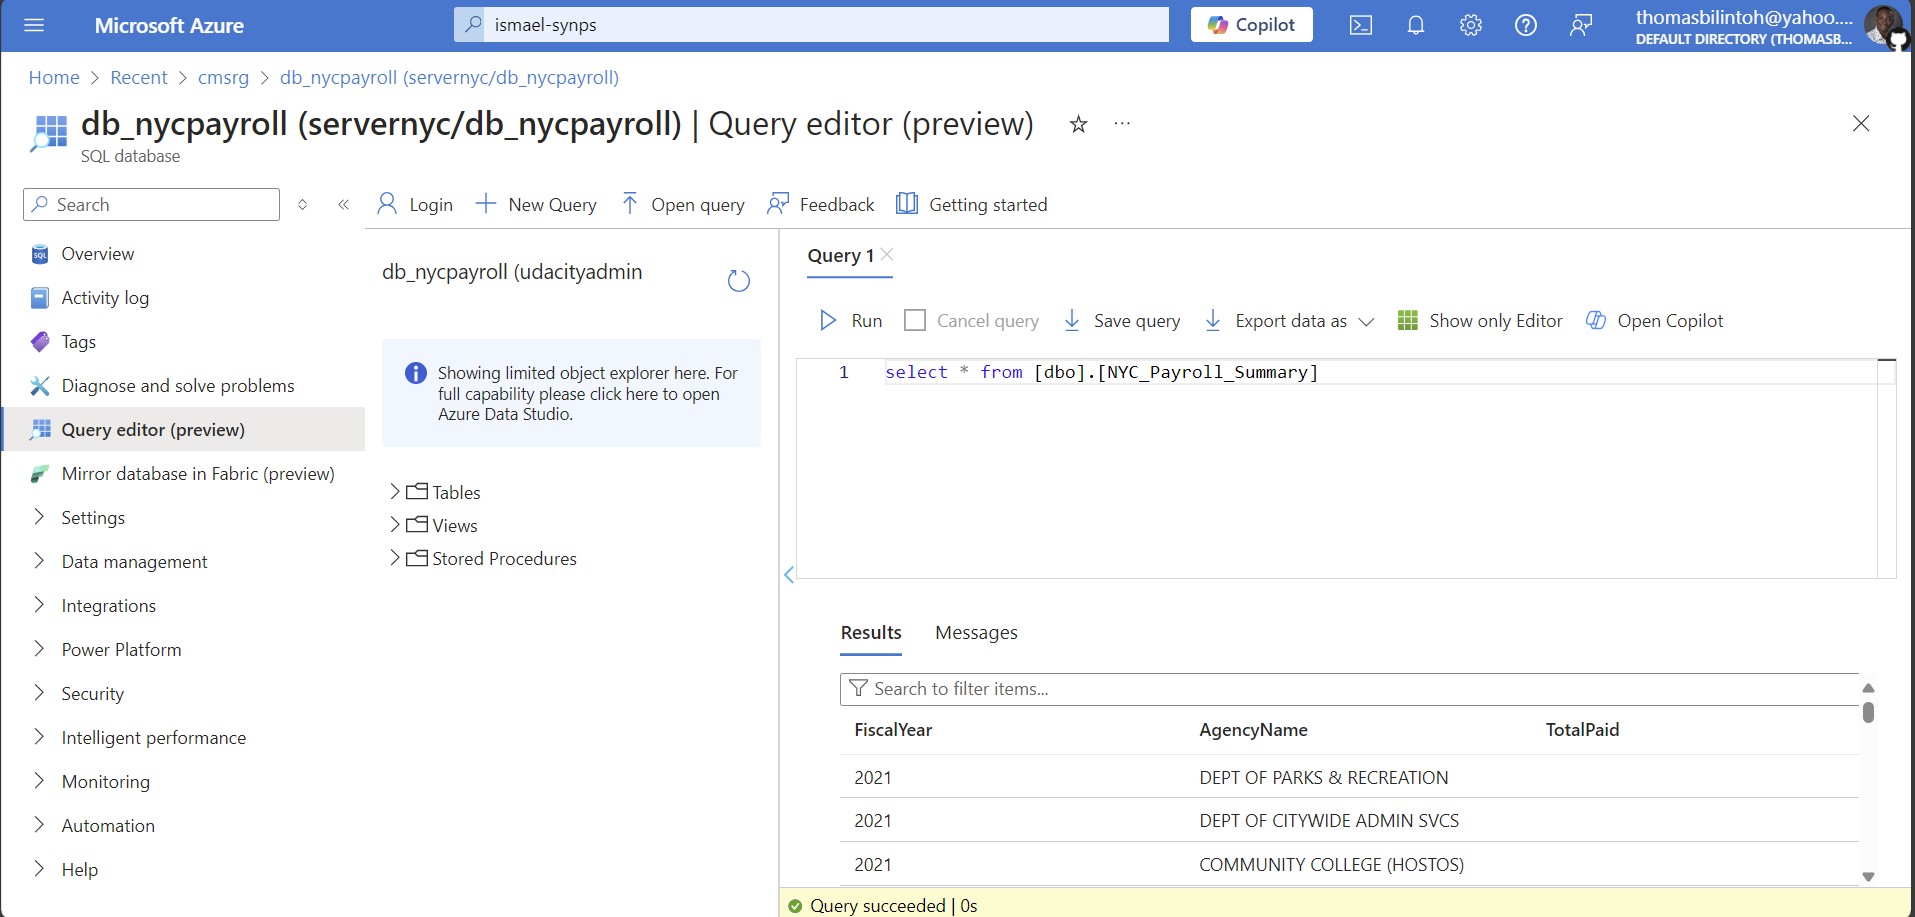 Microsoft Azure
ismael-synps
Copilot
thomasbilintoh@yahoo....
DEFAULT DIRECTORY (THOMASB...
Home > Recent > cmsrg > db_nycpayroll (servernyc/db_nycpayroll)
db_nycpayroll (servernyc/db_nycpayroll) | Query editor (preview)
SQL database
Search
Login
New Query
Open query
Feedback
Getting started
Overview
Activity log
Tags
Diagnose and solve problems
Query editor (preview)
Mirror database in Fabric (preview)
Settings
Data management
Integrations
Power Platform
Security
Intelligent performance
Monitoring
Automation
Help
db_nycpayroll (udacityadmin
Showing limited object explorer here. For
full capability please click here to open
Azure Data Studio.
Tables
Views
Stored Procedures
Query 1
Run
Cancel query
Save query
Export data as
Show only Editor
Open Copilot
1 select * from [dbo].[NYC_Payroll_Summary]
Results Messages
Search to filter items...
FiscalYear AgencyName TotalPaid
2021 DEPT OF PARKS & RECREATION
2021 DEPT OF CITYWIDE ADMIN SVCS
2021 COMMUNITY COLLEGE (HOSTOS)
Query succeeded | 0s